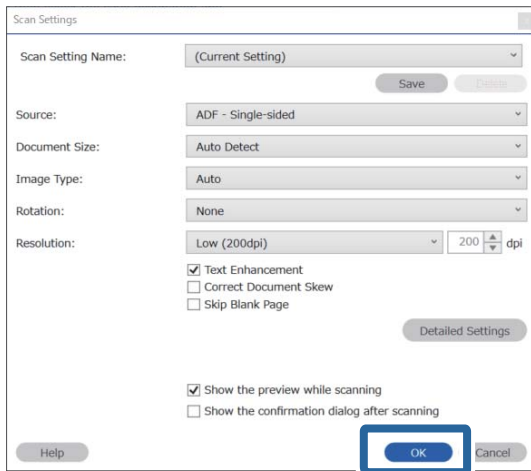 Scan Settings
Scan Setting Name: (Current Setting)
Save Delete
Source: ADF - Single-sided
Document Size: Auto Detect
Image Type: Auto
Rotation: None
Resolution: Low (200dpi) 200 dpi
Text Enhancement
Correct Document Skew
Skip Blank Page
Detailed Settings
Show the preview while scanning
Show the confirmation dialog after scanning
Help OK Cancel